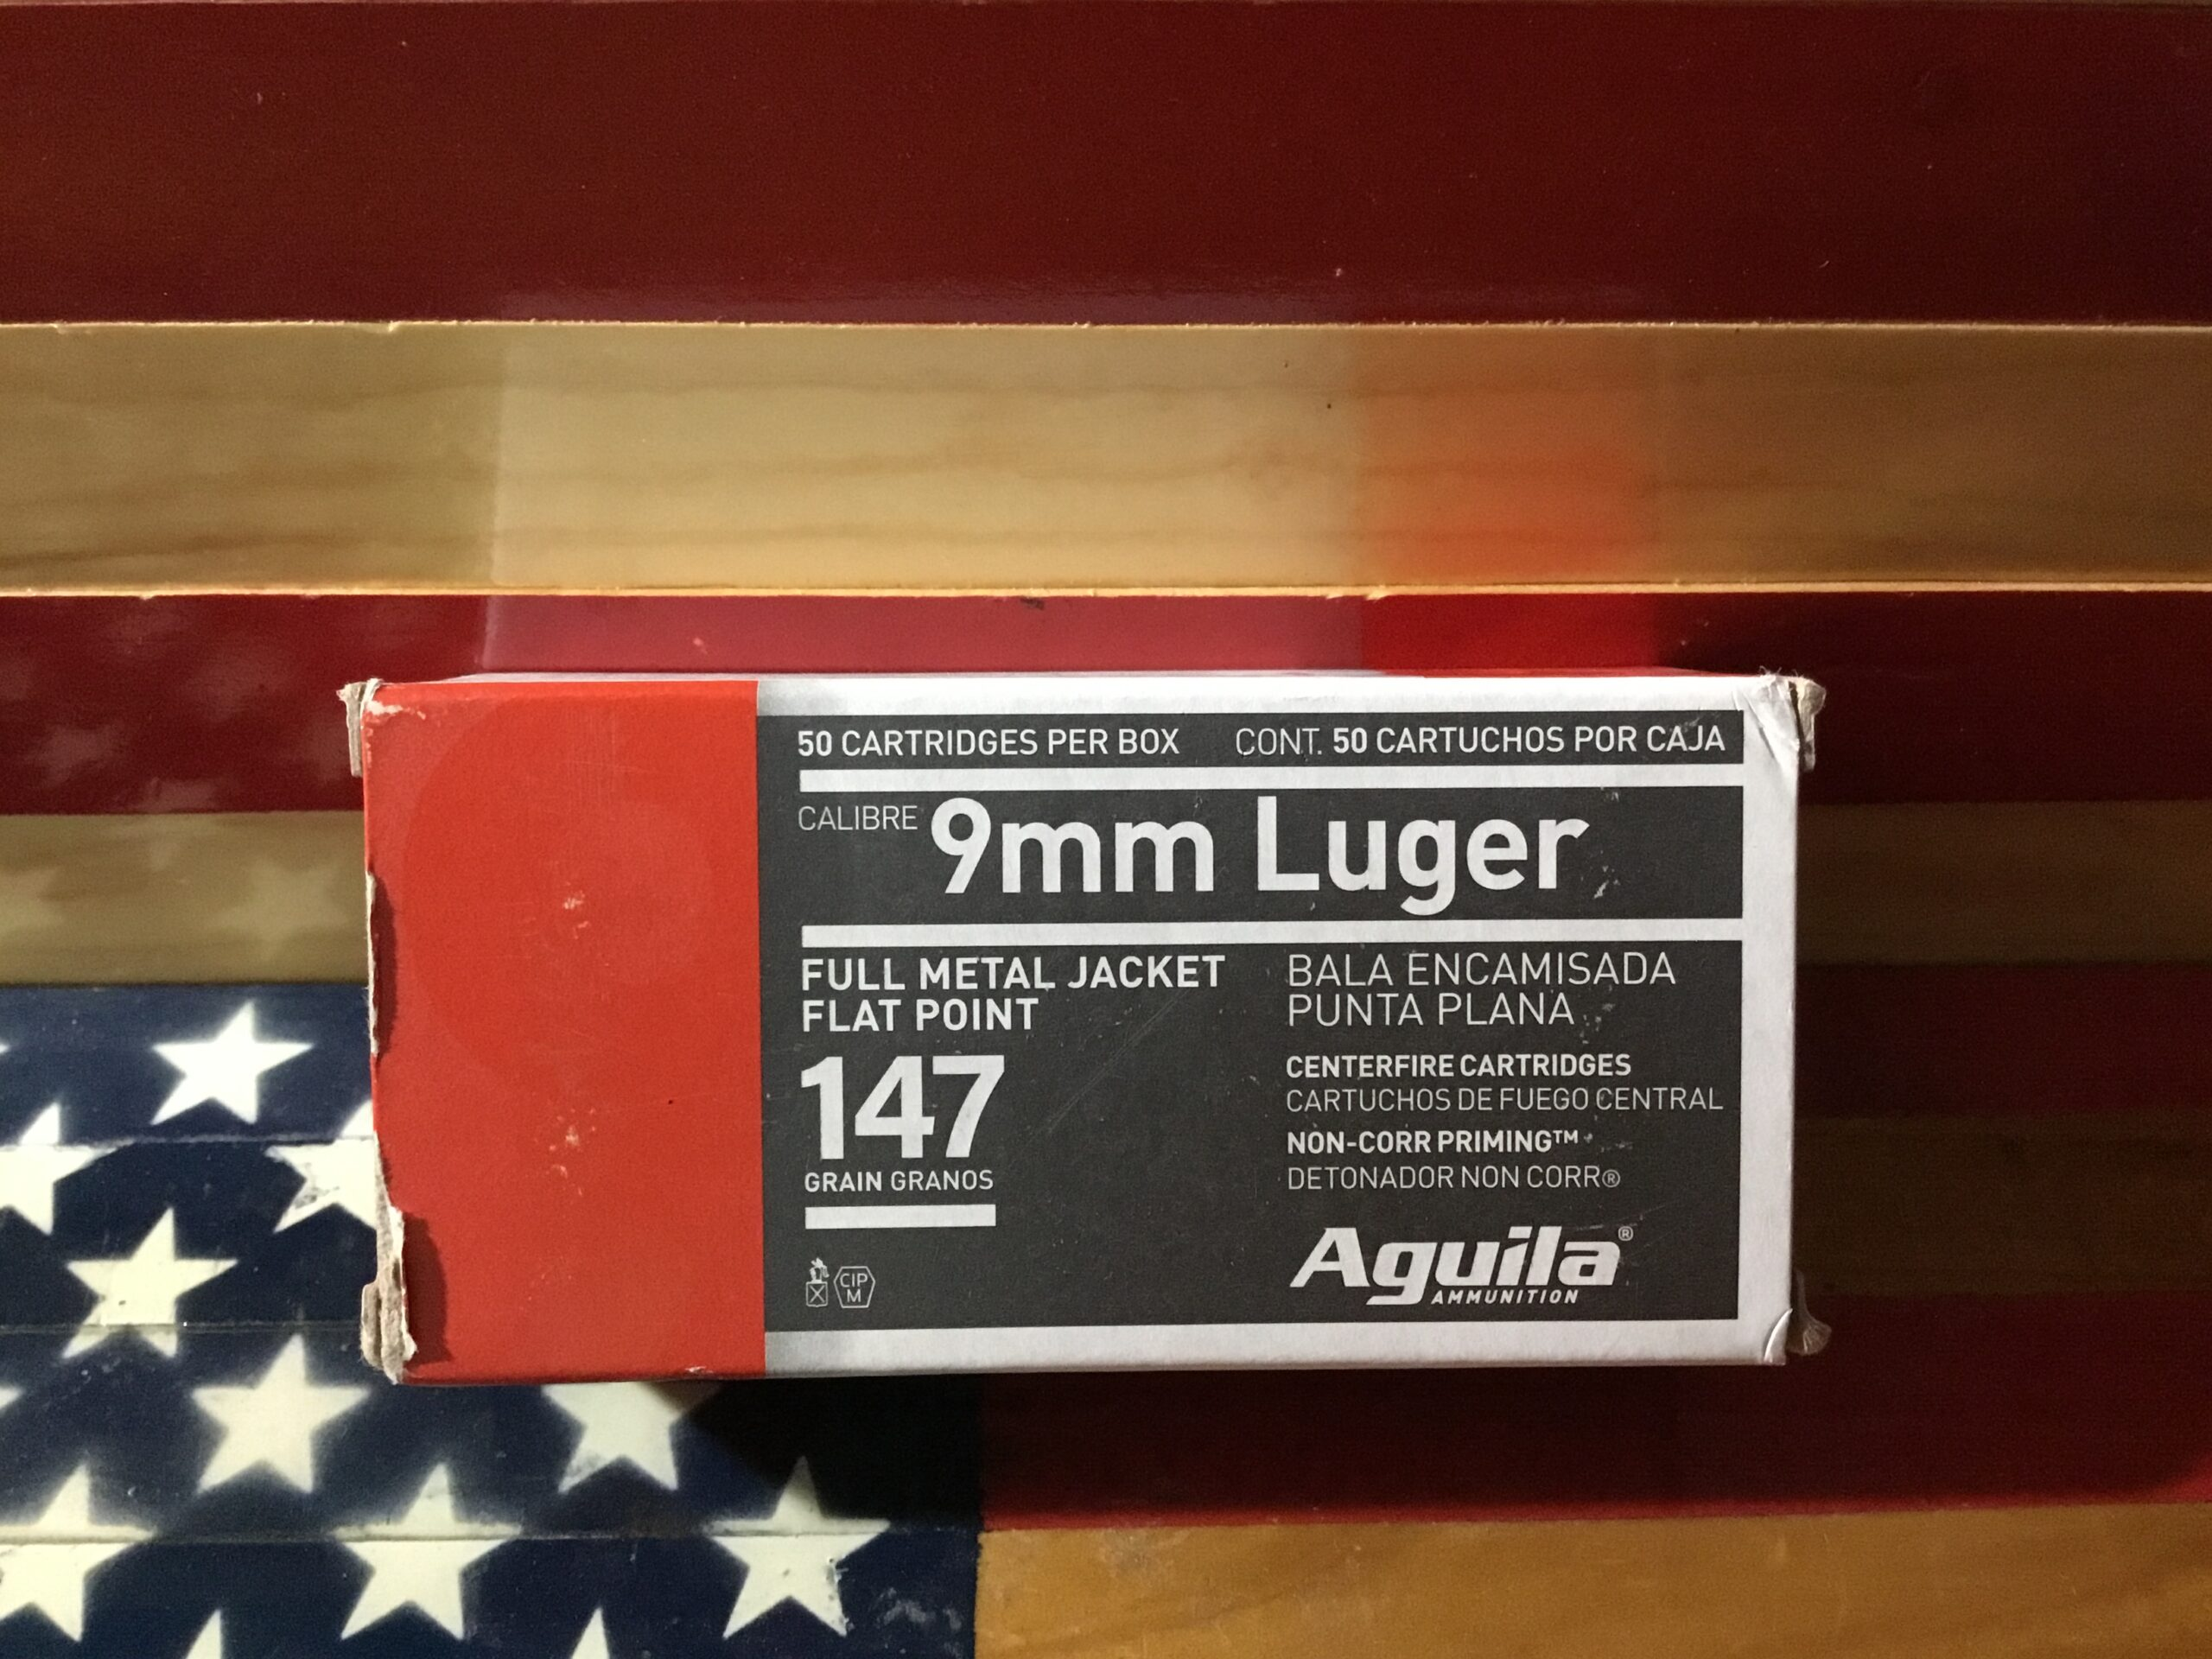 50 CARTRIDGES PER BOX CONT. 50 CARTUCHOS POR CAJA
CALIBRE 9mm Luger
FULL METAL JACKET
FLAT POINT
147
GRAIN GRANOS
BALA ENCAMISADA
PUNTA PLANA
CENTERFIRE CARTRIDGES
CARTUCHOS DE FUEGO CENTRAL
NON-CORR PRIMING™
DETONADOR NON CORR®
CIP
M
Aguila®
AMMUNITION